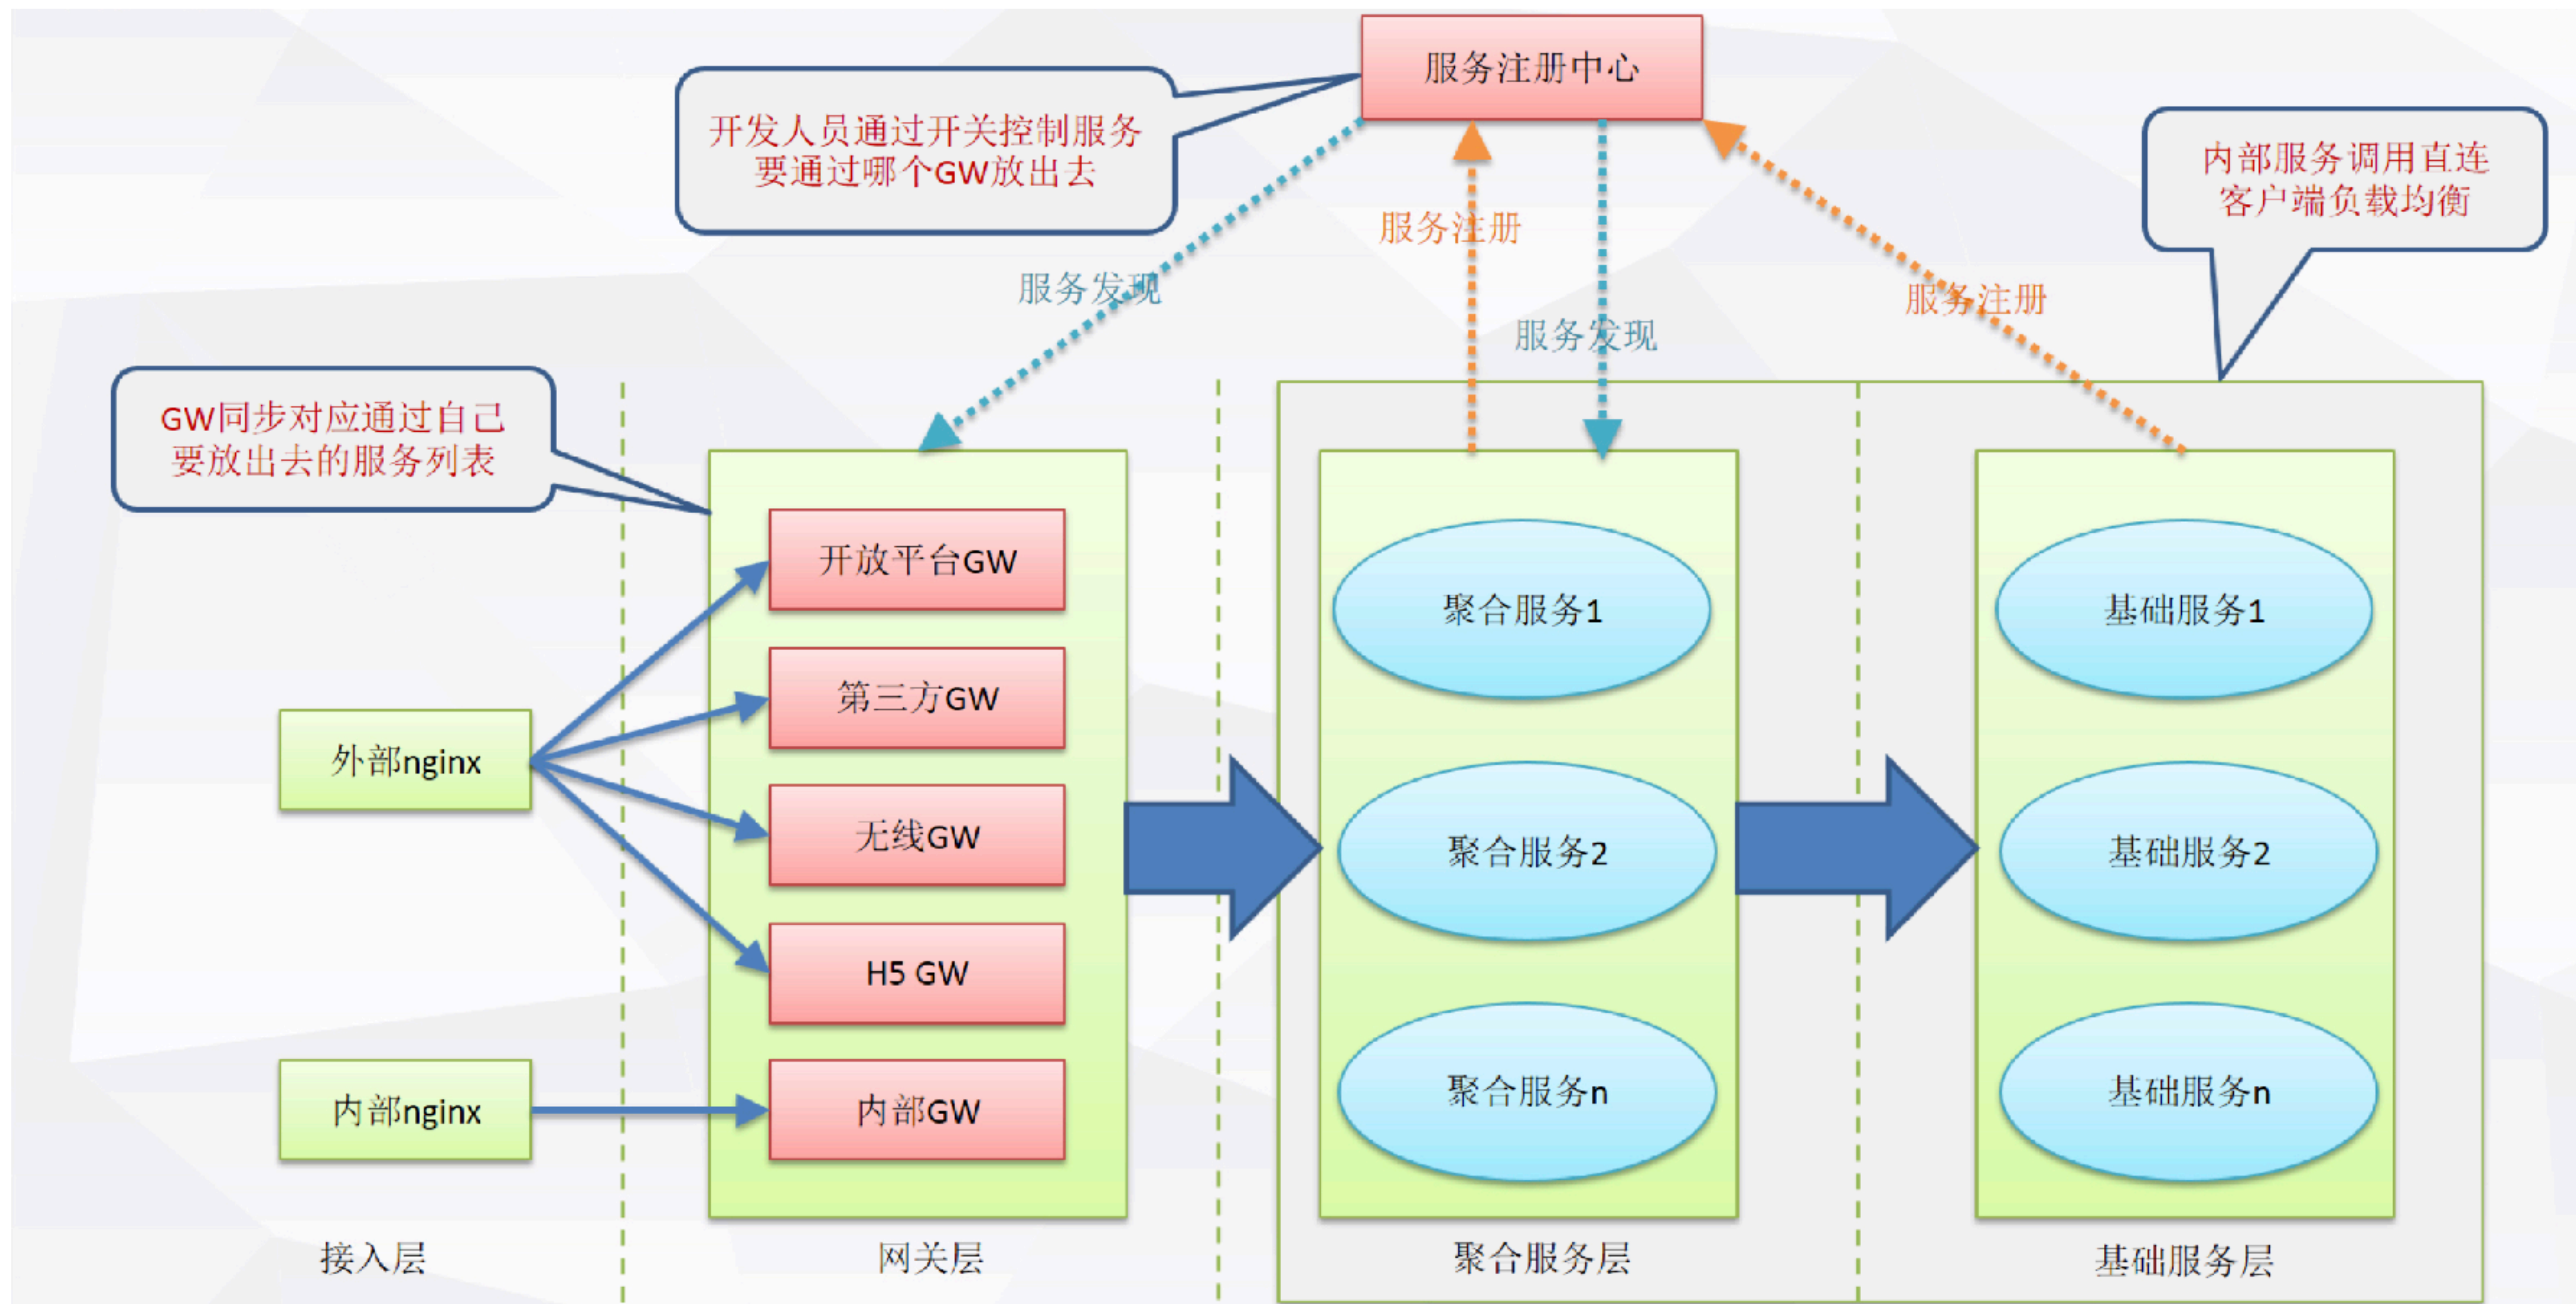 服务注册中心
开发人员通过开关控制服务
要通过哪个GW放出去
内部服务调用直连
客户端负载均衡
服务注册
服务发现
服务注册
服务发现
GW同步对应通过自己
要放出去的服务列表
开放平台GW
聚合服务1
基础服务1
第三方GW
外部nginx
无线GW
聚合服务2
基础服务2
H5 GW
内部nginx
内部GW
聚合服务n
基础服务n
接入层
网关层
聚合服务层
基础服务层